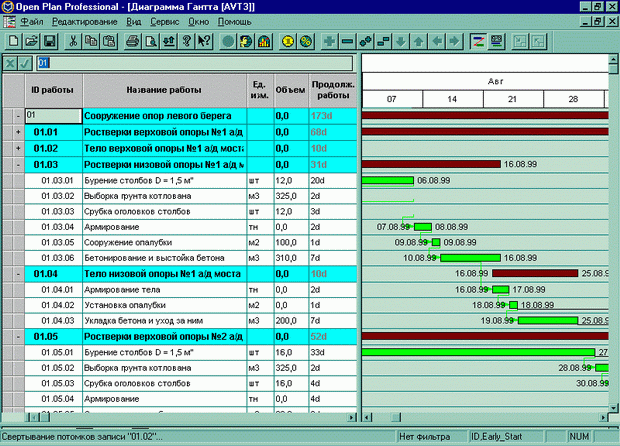 Open Plan Professional - [Диаграмма Гантта [AVT3]]
Файл Редактирование Вид Сервис Окно Помощь
01
ID работы Название работы Ед. изм. Объем Продолж. работы
Авг
07 14 21 28
- 01 Сооружение опор левого берега 0,0 173d
+ 01.01 Ростверки верховой опоры №1 а/д 0,0 68d
+ 01.02 Тело верховой опоры №1 а/д моста 0,0 10d
- 01.03 Ростверки низовой опоры №1 а/д м 0,0 31d 16.08.99
01.03.01 Бурение столбов D = 1,5 м" шт 12,0 20d 06.08.99
01.03.02 Выборка грунта котлована м3 325,0 2d
01.03.03 Срубка оголовков столбов шт 12,0 3d
01.03.04 Армирование тн 0,0 2d 07.08.99 08.08.99
01.03.05 Сооружение опалубки м2 100,0 1d 09.08.99 09.08.99
01.03.06 Бетонирование и выстойка бетона м3 310,0 7d 10.08.99 16.08.99
- 01.04 Тело низовой опоры №1 а/д моста 0,0 10d 16.08.99 25.08.9
01.04.01 Армирование тела тн 0,0 2d 16.08.99 17.08.99
01.04.02 Установка опалубки м2 0,0 1d 18.08.99 18.08.99
01.04.03 Укладка бетона и уход за ним м3 200,0 7d 19.08.99 25.08.9
- 01.05 Ростверки верховой опоры №2 а/д 0,0 52d
01.05.01 Бурение столбов D = 1,5 м" шт 16,0 33d 27
01.05.02 Выборка грунта котлована м3 325,0 2d 28.08.99
01.05.03 Срубка оголовков столбов шт 16,0 4d 30.08.99
01.05.04 Армирование тн 0,0 4d
Свертывание потомков записи "01.02"... Нет фильтра ID,Early_Start NUM